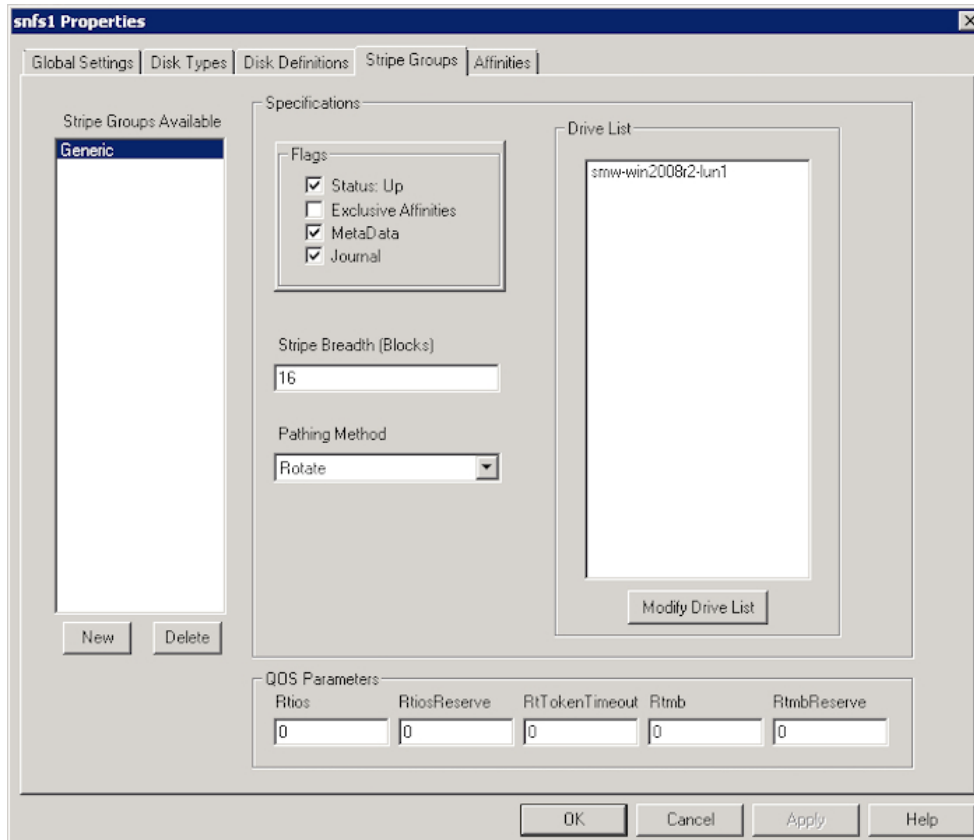 snfs1 Properties
Global Settings Disk Types Disk Definitions Stripe Groups Affinities
Stripe Groups Available
Generic
New Delete
Specifications
Flags
Status: Up
Exclusive Affinities
MetaData
Journal
Stripe Breadth (Blocks)
16
Pathing Method
Rotate
Drive List
smw-win2008r2-lun1
Modify Drive List
QOS Parameters
Rtios RtiosReserve RtTokenTimeout Rtmb RtmbReserve
0 0 0 0 0
OK Cancel Apply Help